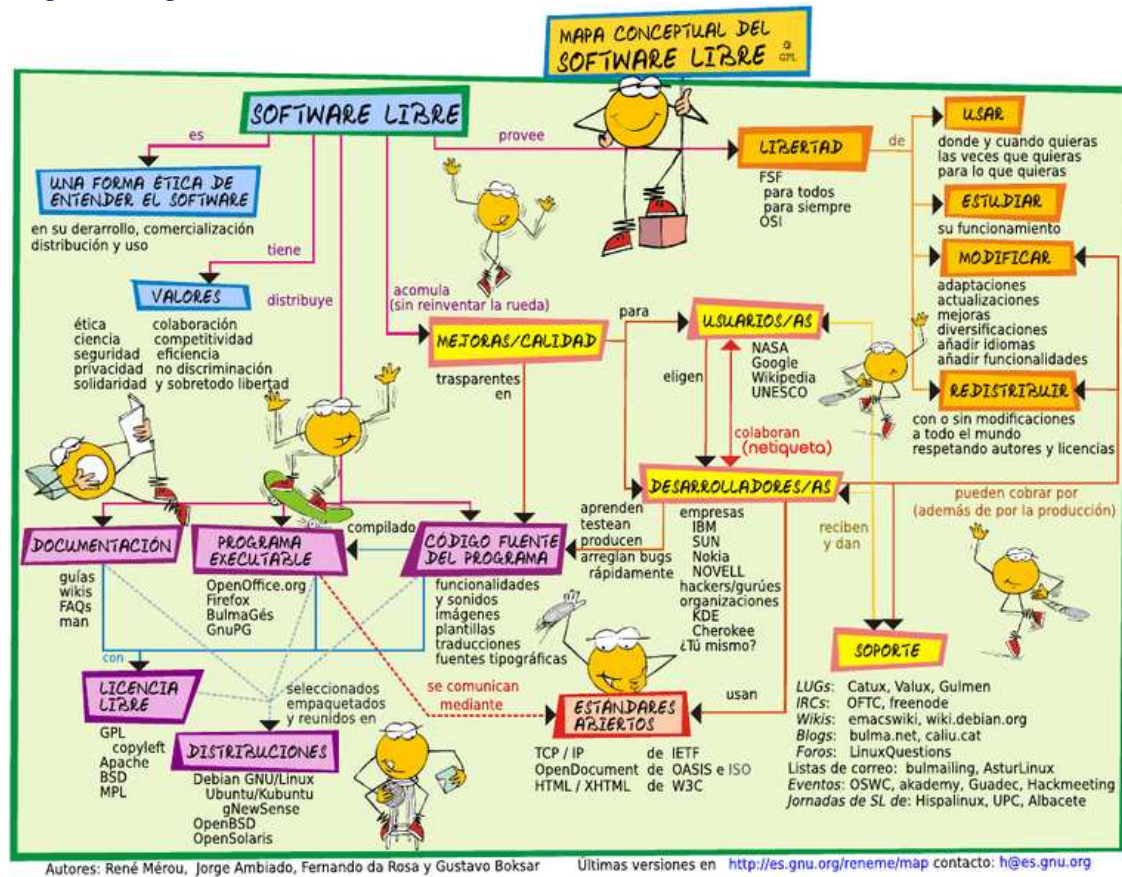 MAPA CONCEPTUAL DEL
SOFTWARE LIBRE
GPL
SOFTWARE LIBRE
es
provee
UNA FORMA ÉTICA DE
ENTENDER EL SOFTWARE
en su derarrollo, comercialización
distribución y uso
tiene
VALORES
ética
ciencia
seguridad
privacidad
solidaridad
colaboración
competitividad
eficiencia
no discriminación
y sobretodo libertad
distribuye
acomula
(sin reinventar la rueda)
LIBERTAD
FSF
para todos
para siempre
OSI
de
USAR
donde y cuando quieras
las veces que quieras
para lo que quieras
ESTUDIAR
su funcionamiento
MODIFICAR
adaptaciones
actualizaciones
mejoras
diversificaciones
añadir idiomas
añadir funcionalidades
REDISTRIBUIR
con o sin modificaciones
a todo el mundo
respetando autores y licencias
MEJORAS/CALIDAD
trasparentes
en
para
USUARIOS/AS
NASA
Google
Wikipedia
UNESCO
eligen
colaboran
(netiqueta)
DESARROLLADORES/AS
empresas
IBM
SUN
Nokia
NOVELL
hackers/gurúes
organizaciones
KDE
Cherokee
¿Tú mismo?
aprenden
testean
producen
arreglan bugs
rápidamente
reciben
y dan
pueden cobrar por
(además de por la producción)
DOCUMENTACIÓN
guías
wikis
FAQs
man
PROGRAMA
EXECUTABLE
OpenOffice.org
Firefox
BulmaGés
GnuPG
compilado
CÓDIGO FUENTE
DEL PROGRAMA
funcionalidades
y sonidos
imágenes
plantillas
traducciones
fuentes tipográficas
con
LICENCIA
LIBRE
GPL
copyleft
Apache
BSD
MPL
seleccionados
empaquetados
y reunidos en
DISTRIBUCIONES
Debian GNU/Linux
Ubuntu/Kubuntu
gNewSense
OpenBSD
OpenSolaris
se comunican
mediante
ESTÁNDARES
ABIERTOS
usan
TCP / IP de IETF
OpenDocument de OASIS e ISO
HTML / XHTML de W3C
SOPORTE
LUGs: Catux, Valux, Gulmen
IRCs: OFTC, freenode
Wikis: emacswiki, wiki.debian.org
Blogs: bulma.net, caliu.cat
Foros: LinuxQuestions
Listas de correo: bulmailing, AsturLinux
Eventos: OSWC, akademy, Guadec, Hackmeeting
Jornadas de SL de: Hispalinux, UPC, Albacete
Autores: René Mérou, Jorge Ambiado, Fernando da Rosa y Gustavo Boksar
Últimas versiones en http://es.gnu.org/reneme/map contacto: h@es.gnu.org